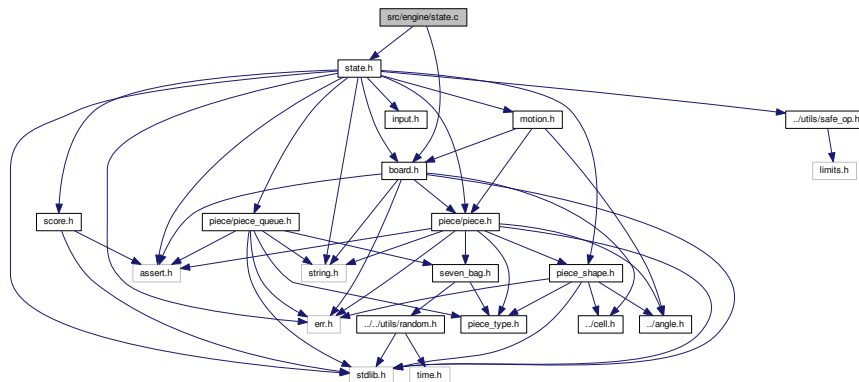 src/engine/state.c
state.h
input.h
motion.h
../utils/safe_op.h
board.h
limits.h
score.h
piece/piece_queue.h
piece/piece.h
assert.h
string.h
seven_bag.h
piece_shape.h
err.h
../../utils/random.h
piece_type.h
../cell.h
../angle.h
stdlib.h
time.h